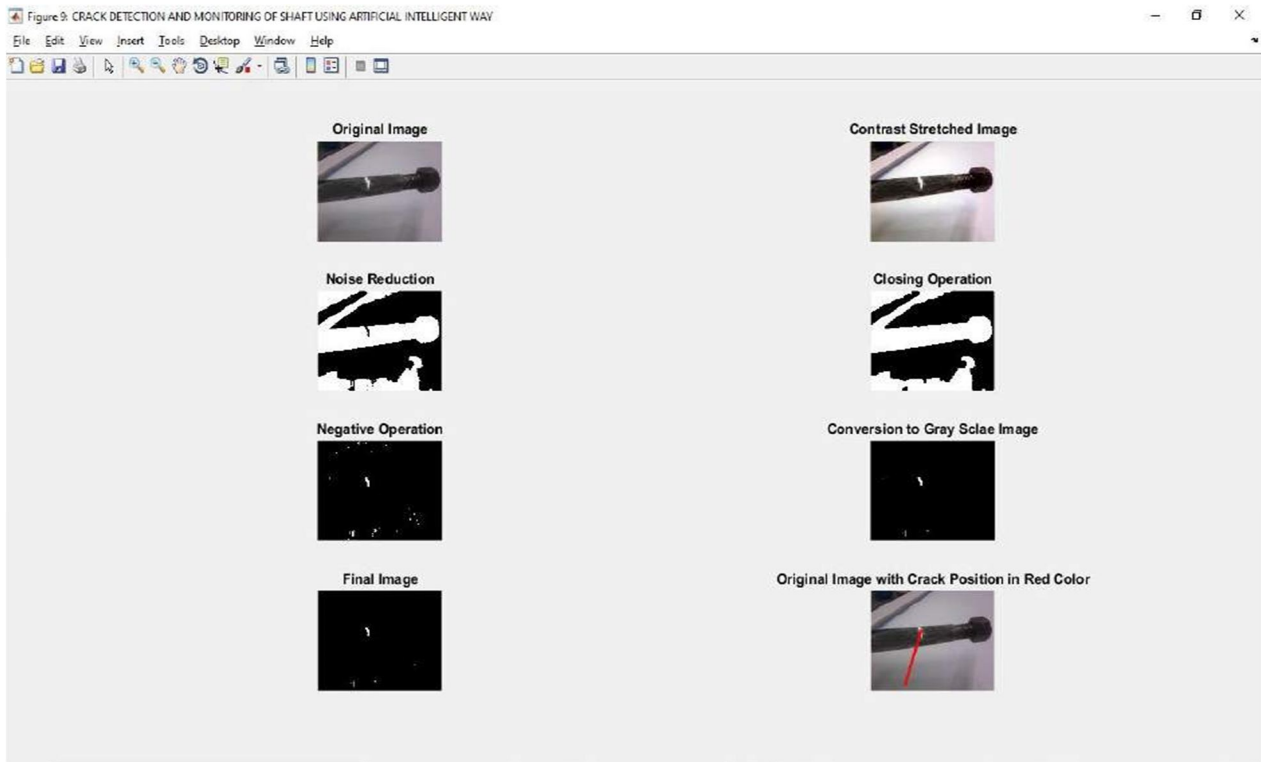 Figure 9: CRACK DETECTION AND MONITORING OF SHAFT USING ARTIFICIAL INTELLIGENT WAY
File Edit View Insert Tools Desktop Window Help
Original Image
Contrast Stretched Image
Noise Reduction
Closing Operation
Negative Operation
Conversion to Gray Sclae Image
Final Image
Original Image with Crack Position in Red Color